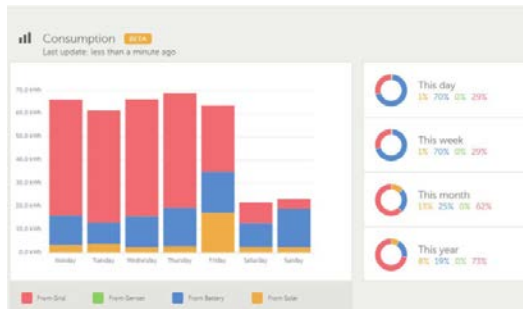 Consumption BETA
Last update: less than a minute ago
70.0 kWh
60.0 kWh
50.0 kWh
40.0 kWh
30.0 kWh
20.0 kWh
10.0 kWh
0.0 kWh
Monday Tuesday Wednesday Thursday Friday Saturday Sunday
From Grid From Genset From Battery From Solar
This day
1% 70% 0% 29%
This week
1% 70% 0% 29%
This month
13% 25% 0% 62%
This year
8% 19% 0% 73%